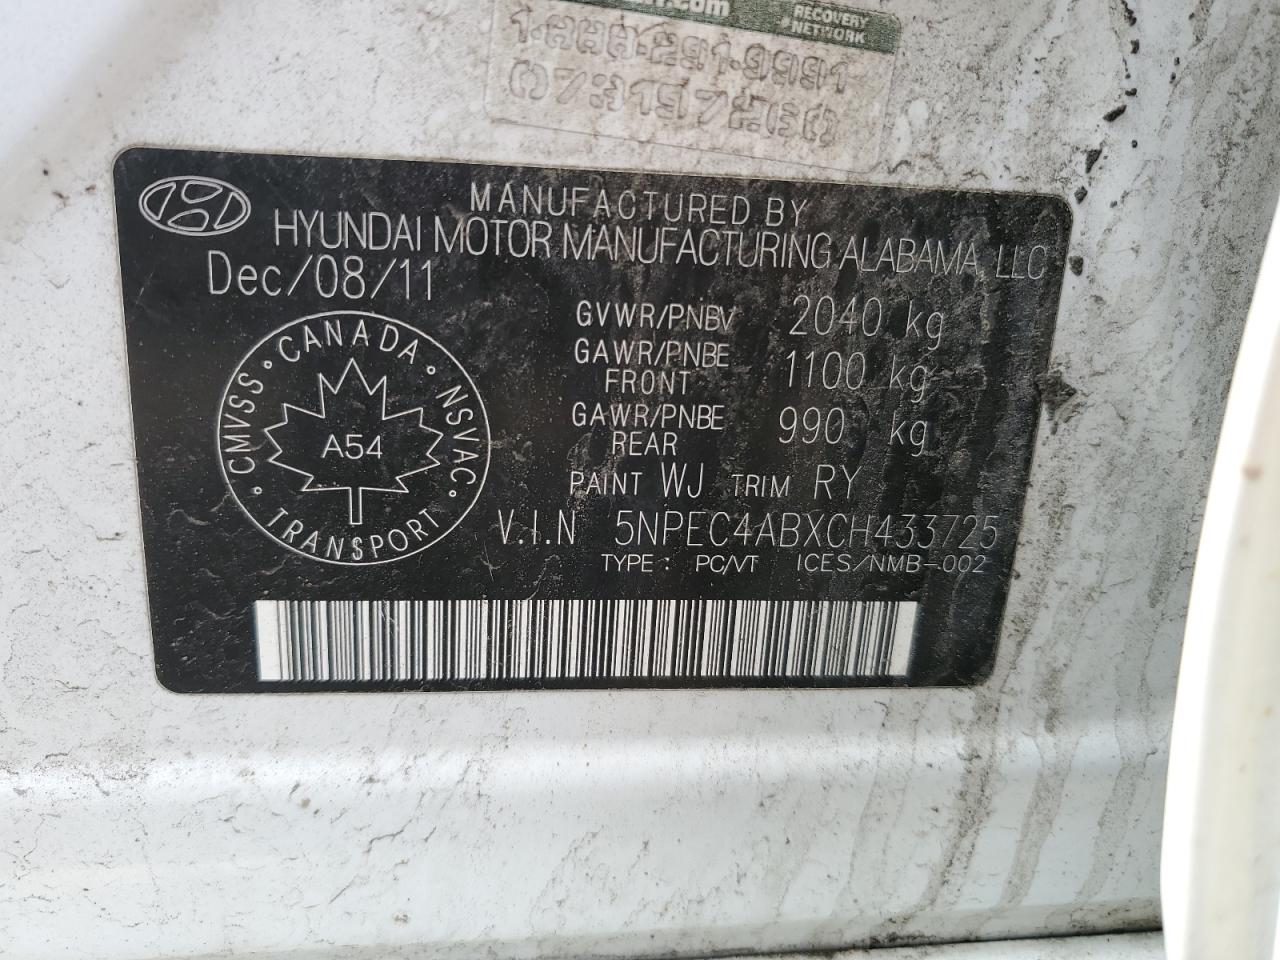 RECOVERY
NETWORK
MANUFACTURED BY
HYUNDAI MOTOR MANUFACTURING ALABAMA, LLC
Dec/08/11
GVWR/PNBV 2040 kg
GAWR/PNBE 1100 kg
FRONT
GAWR/PNBE 990 kg
REAR
PAINT WJ TRIM RY
V.I.N 5NPEC4ABXCH433725
TYPE : PC/VT ICES/NMB-002
· CANADA ·
NSVAC ·
TRANSPORT
· CMVSS
A54